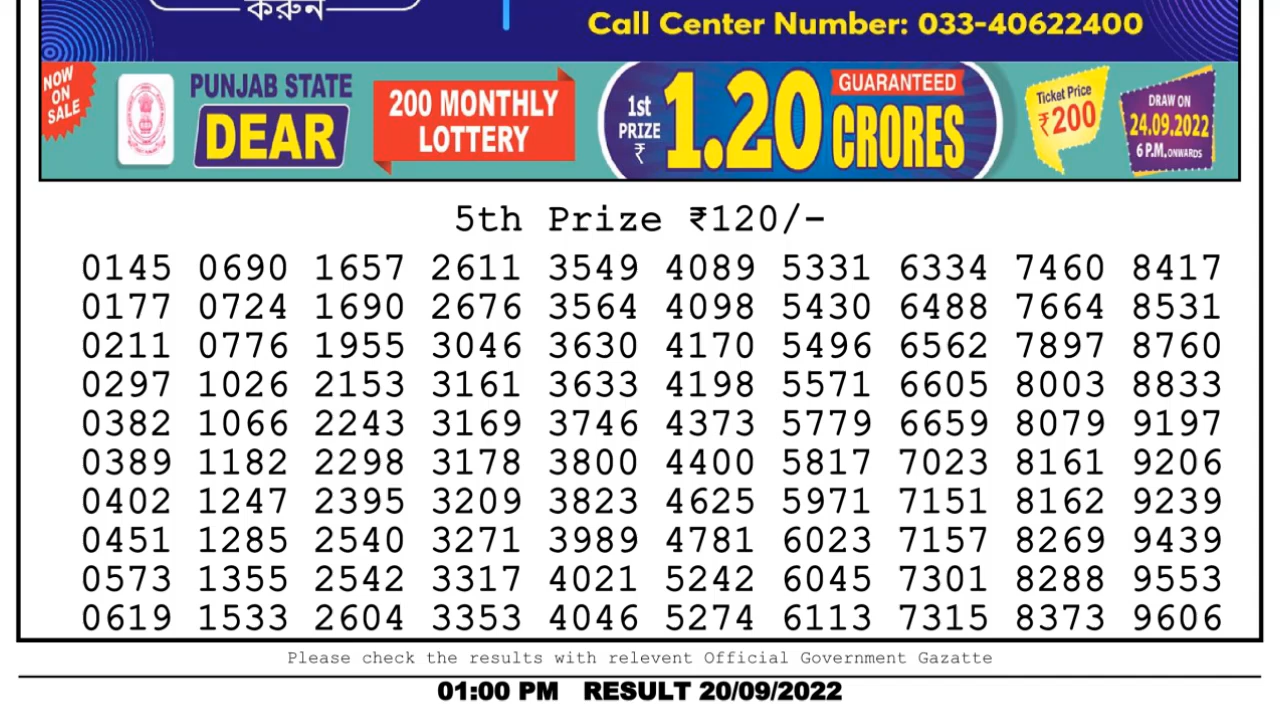 করুন
Call Center Number: 033-40622400
NOW
ON
SALE
PUNJAB STATE
DEAR
200 MONTHLY
LOTTERY
1st
PRIZE
₹
1.20
GUARANTEED
CRORES
Ticket Price
₹200
DRAW ON
24.09.2022
6 P.M. ONWARDS
5th Prize ₹120/-
0145 0690 1657 2611 3549 4089 5331 6334 7460 8417
0177 0724 1690 2676 3564 4098 5430 6488 7664 8531
0211 0776 1955 3046 3630 4170 5496 6562 7897 8760
0297 1026 2153 3161 3633 4198 5571 6605 8003 8833
0382 1066 2243 3169 3746 4373 5779 6659 8079 9197
0389 1182 2298 3178 3800 4400 5817 7023 8161 9206
0402 1247 2395 3209 3823 4625 5971 7151 8162 9239
0451 1285 2540 3271 3989 4781 6023 7157 8269 9439
0573 1355 2542 3317 4021 5242 6045 7301 8288 9553
0619 1533 2604 3353 4046 5274 6113 7315 8373 9606
Please check the results with relevent Official Government Gazatte
01:00 PM RESULT 20/09/2022